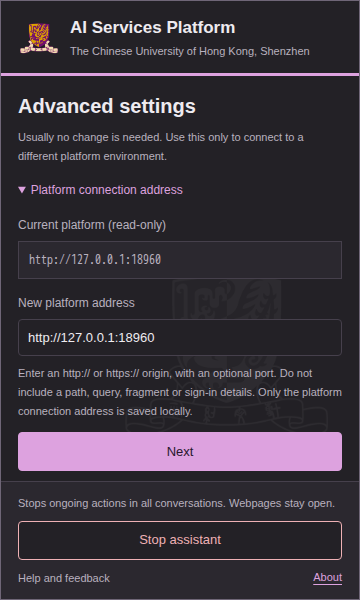 AI Services Platform
The Chinese University of Hong Kong, Shenzhen
Advanced settings
Usually no change is needed. Use this only to connect to a
different platform environment.
Platform connection address
Current platform (read-only)
http://127.0.0.1:18960
New platform address
http://127.0.0.1:18960
Enter an http:// or https:// origin, with an optional port. Do not
include a path, query, fragment or sign-in details. Only the platform
connection address is saved locally.
Next
Stops ongoing actions in all conversations. Webpages stay open.
Stop assistant
Help and feedback
About